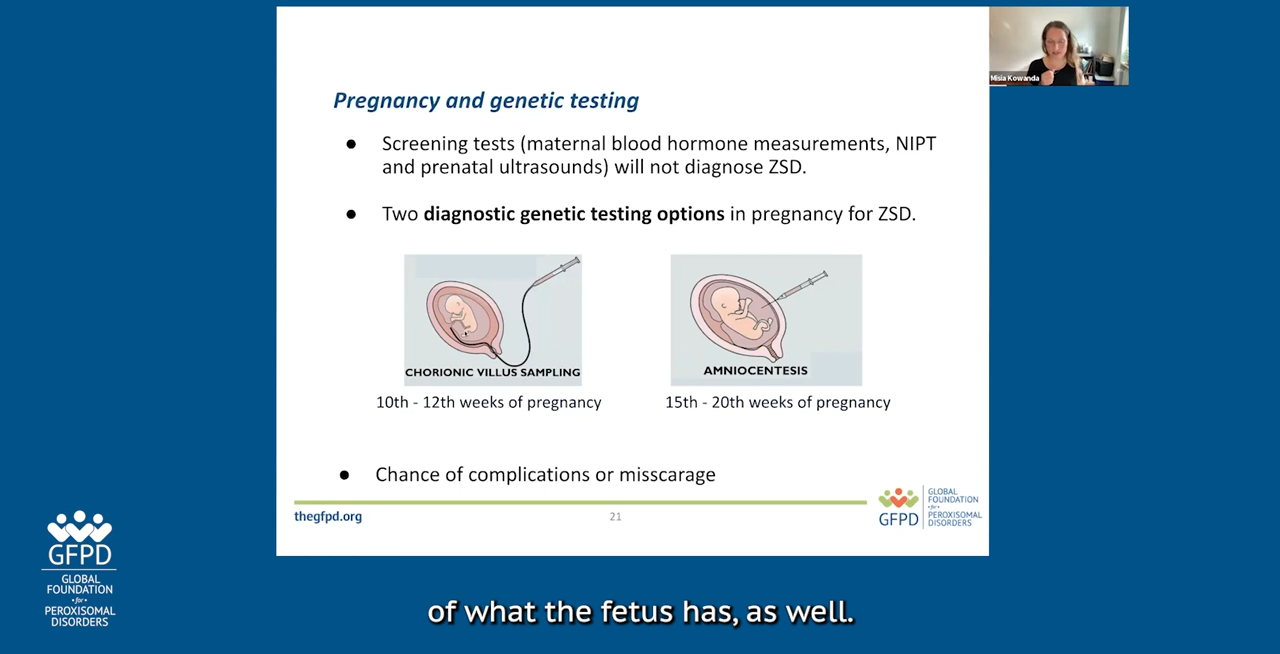 Misia Kowanda
Pregnancy and genetic testing
● Screening tests (maternal blood hormone measurements, NIPT
and prenatal ultrasounds) will not diagnose ZSD.
● Two diagnostic genetic testing options in pregnancy for ZSD.
CHORIONIC VILLUS SAMPLING
AMNIOCENTESIS
10th - 12th weeks of pregnancy
15th - 20th weeks of pregnancy
● Chance of complications or misscarage
thegfpd.org
21
GFPD
GLOBAL
FOUNDATION
for
PEROXISOMAL
DISORDERS
GFPD
GLOBAL
FOUNDATION
for
PEROXISOMAL
DISORDERS
of what the fetus has, as well.